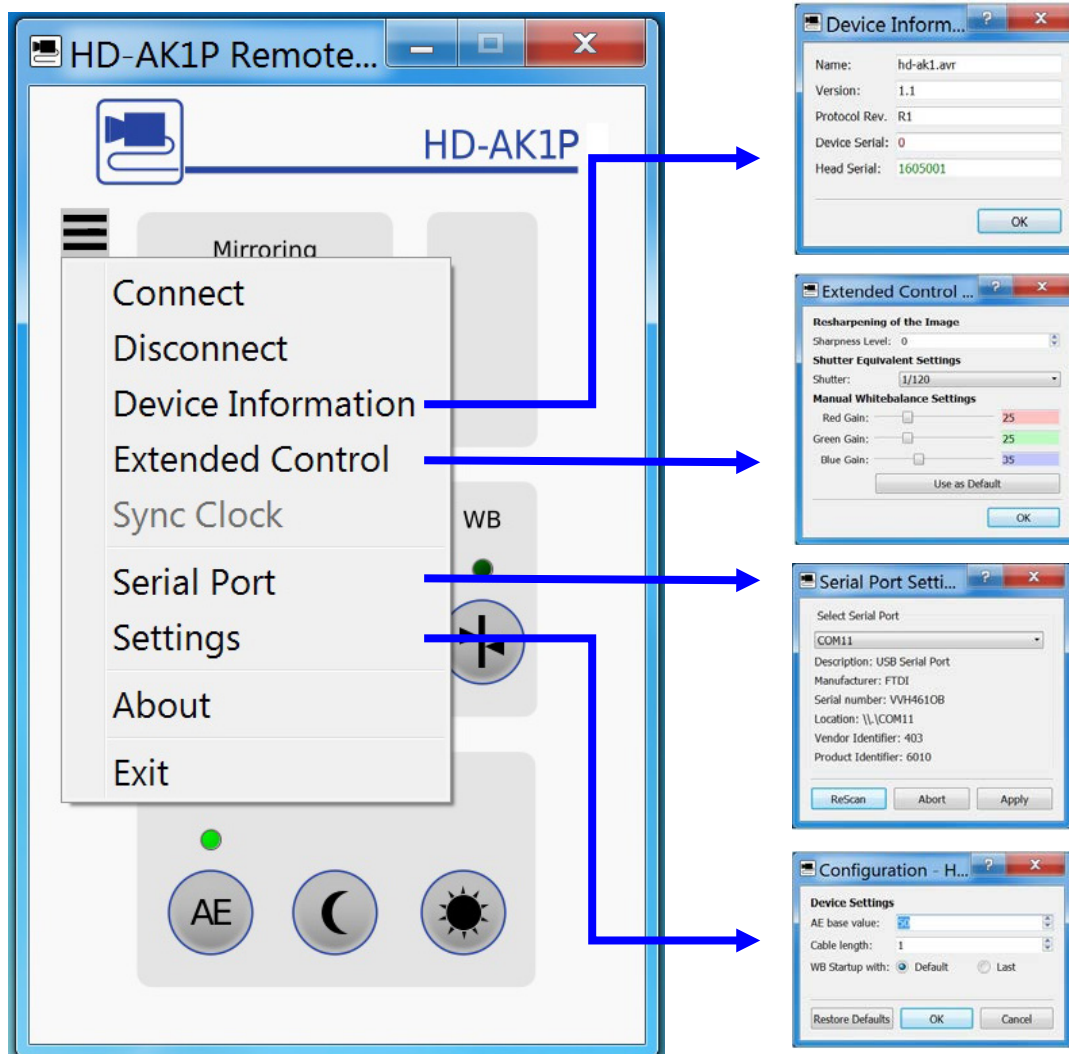 HD-AK1P Remote...
HD-AK1P
Mirroring
Connect
Disconnect
Device Information
Extended Control
Sync Clock
Serial Port
Settings
About
Exit
WB
AE
Device Inform...
Name: hd-ak1.avr
Version: 1.1
Protocol Rev. R1
Device Serial: 0
Head Serial: 1605001
OK
Extended Control ...
Resharpening of the Image
Sharpness Level: 0
Shutter Equivalent Settings
Shutter: 1/120
Manual Whitebalance Settings
Red Gain: 25
Green Gain: 25
Blue Gain: 35
Use as Default
OK
Serial Port Setti...
Select Serial Port
COM11
Description: USB Serial Port
Manufacturer: FTDI
Serial number: VVH461OB
Location: \\.\COM11
Vendor Identifier: 403
Product Identifier: 6010
ReScan Abort Apply
Configuration - H...
Device Settings
AE base value: 50
Cable length: 1
WB Startup with: Default Last
Restore Defaults OK Cancel